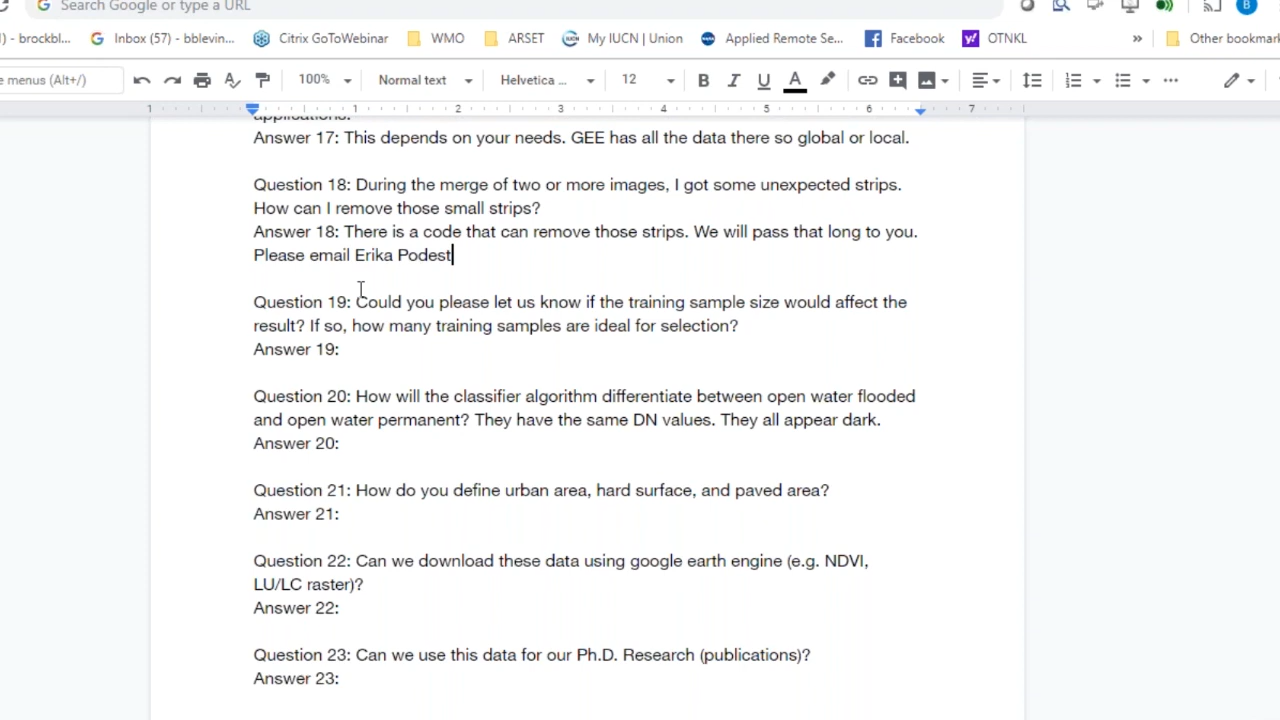 Search Google or type a URL
) - brockbl...
Inbox (57) - bblevin...
Citrix GoToWebinar
WMO
ARSET
My IUCN | Union
Applied Remote Se...
Facebook
OTNKL
»
Other bookmark
e menus (Alt+/)
100%
Normal text
Helvetica ...
12
B I U A
1 1 2 3 4 5 6 7
applications.
Answer 17: This depends on your needs. GEE has all the data there so global or local.
Question 18: During the merge of two or more images, I got some unexpected strips.
How can I remove those small strips?
Answer 18: There is a code that can remove those strips. We will pass that long to you.
Please email Erika Podest
Question 19: Could you please let us know if the training sample size would affect the
result? If so, how many training samples are ideal for selection?
Answer 19:
Question 20: How will the classifier algorithm differentiate between open water flooded
and open water permanent? They have the same DN values. They all appear dark.
Answer 20:
Question 21: How do you define urban area, hard surface, and paved area?
Answer 21:
Question 22: Can we download these data using google earth engine (e.g. NDVI,
LU/LC raster)?
Answer 22:
Question 23: Can we use this data for our Ph.D. Research (publications)?
Answer 23: